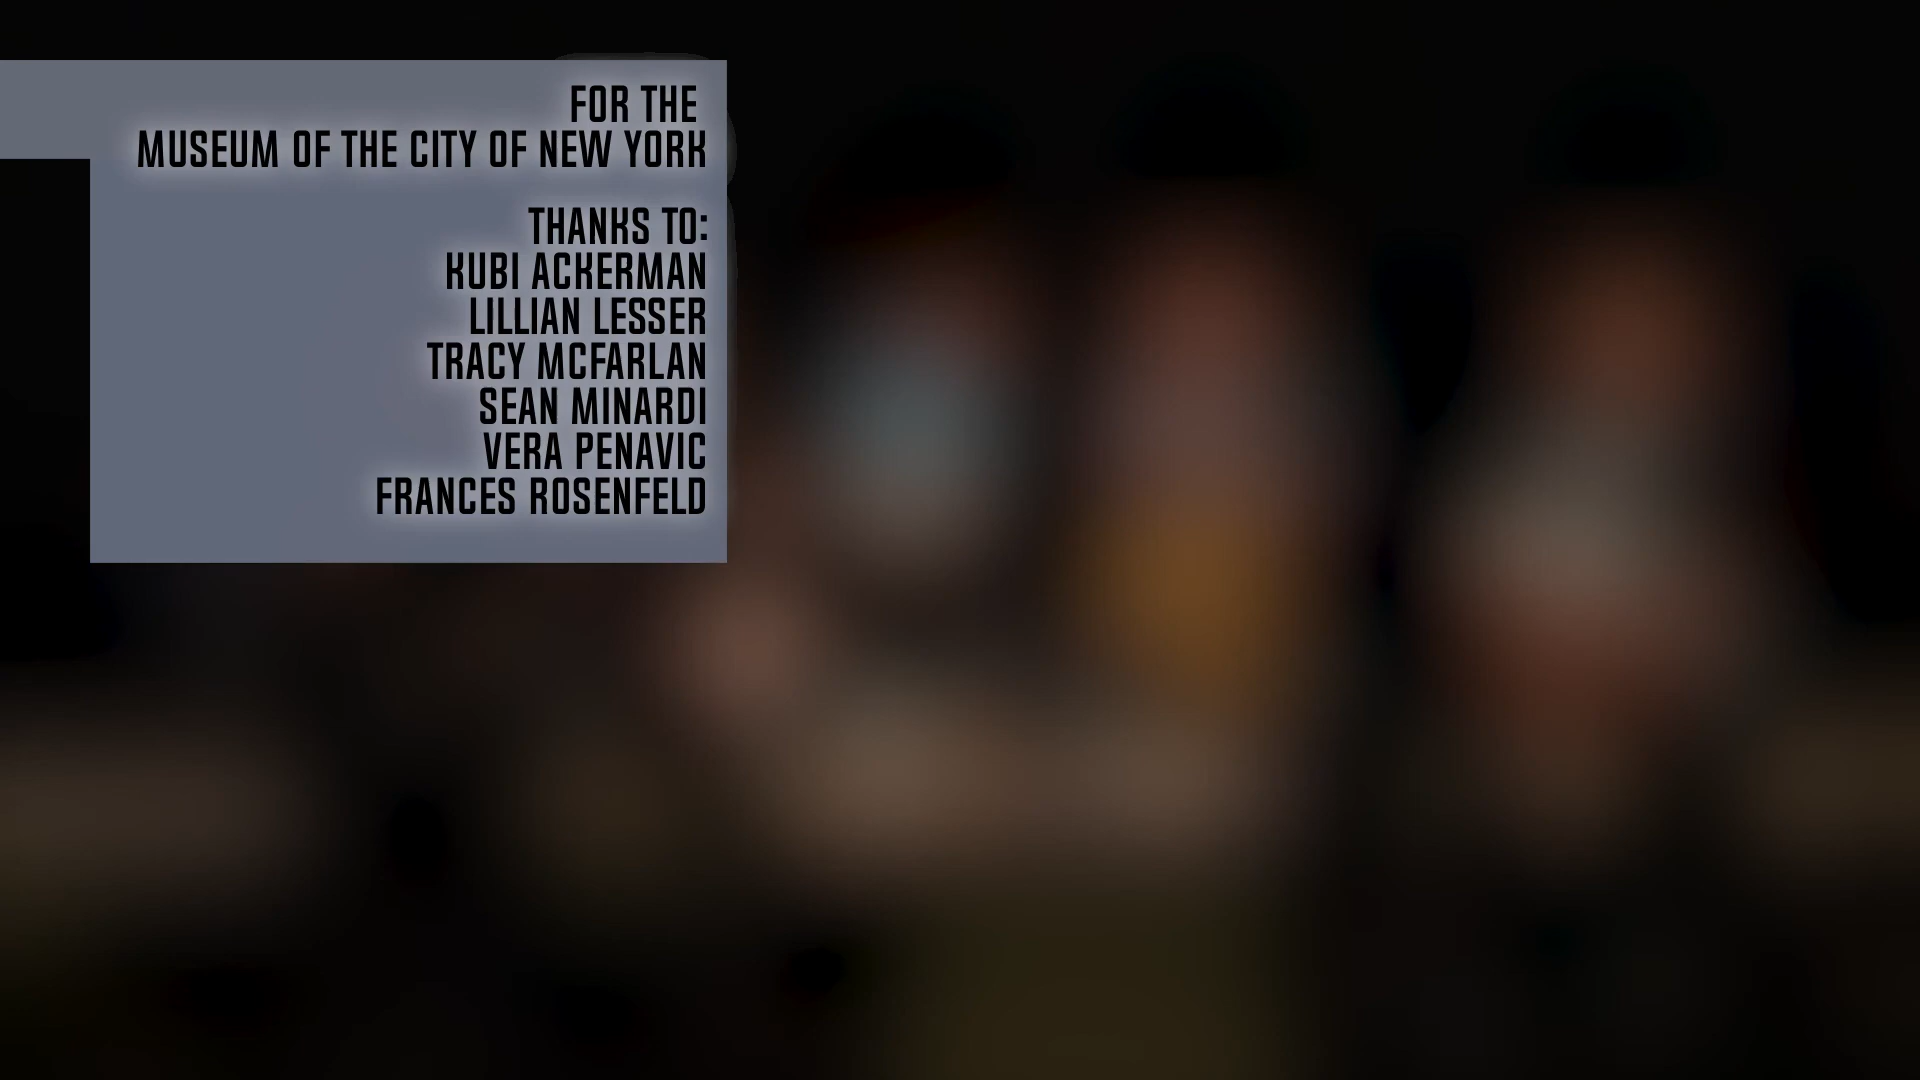 FOR THE
MUSEUM OF THE CITY OF NEW YORK
THANKS TO:
KUBI ACKERMAN
LILLIAN LESSER
TRACY MCFARLAN
SEAN MINARDI
VERA PENAVIC
FRANCES ROSENFELD